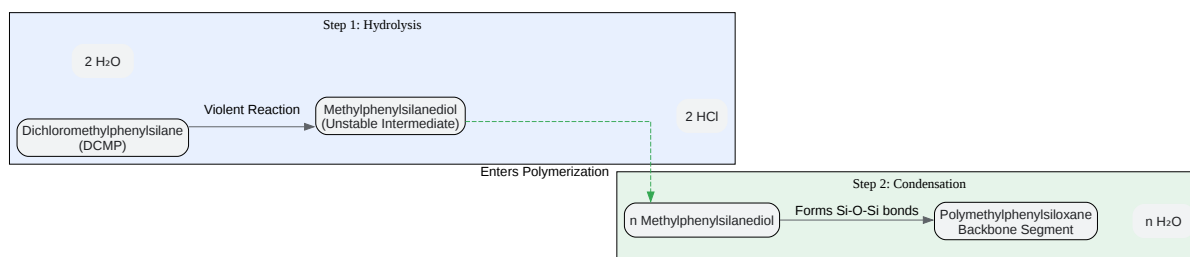 Step 1: Hydrolysis
2 H₂O
Violent Reaction
Dichloromethylphenylsilane
(DCMP)
Methylphenylsilanediol
(Unstable Intermediate)
2 HCl
Enters Polymerization
Step 2: Condensation
n Methylphenylsilanediol
Forms Si-O-Si bonds
Polymethylphenylsiloxane
Backbone Segment
n H₂O